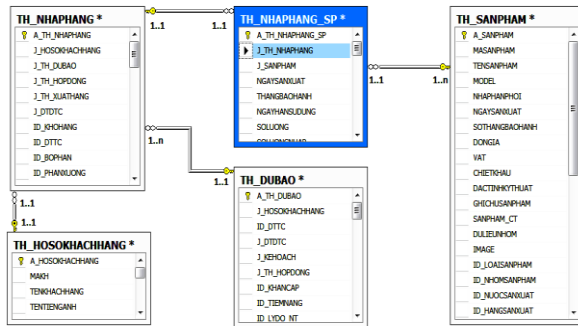 TH_NHAPHANG *
A_TH_NHAPHANG
J_HOSOKHACHHANG
J_TH_DUBAO
J_TH_HOPDONG
J_TH_XUATHANG
J_DTDTC
ID_KHOHANG
ID_DTTC
ID_BOPHAN
ID_PHANXUONG
1..1
1..1
TH_NHAPHANG_SP *
A_TH_NHAPHANG_SP
J_TH_NHAPHANG
J_SANPHAM
NGAYSANXUAT
THANGBAOHANH
NGAYHANSUDUNG
SOLUONG
1..1
1..n
TH_SANPHAM *
A_SANPHAM
MASANPHAM
TENSANPHAM
MODEL
NHAPHANPHOI
NGAYSANXUAT
SOTHANGBAOHANH
DONGIA
VAT
CHIETKHAU
DACTINHKYTHUAT
GHICHUSANPHAM
SANPHAM_CT
DULIEUNHOM
IMAGE
ID_LOAISANPHAM
ID_NHOMSANPHAM
ID_NUOCSANXUAT
ID_HANGSANXUAT
1..n
1..1
TH_DUBAO *
A_TH_DUBAO
J_HOSOKHACHHANG
ID_DTTC
J_DTDTC
J_KEHOACH
J_TH_HOPDONG
ID_KHANCAP
ID_TIEMNANG
ID_LYDO_NT
1..1
1..1
TH_HOSOKHACHHANG *
A_HOSOKHACHHANG
MAKH
TENKHACHHANG
TENTIENGANH